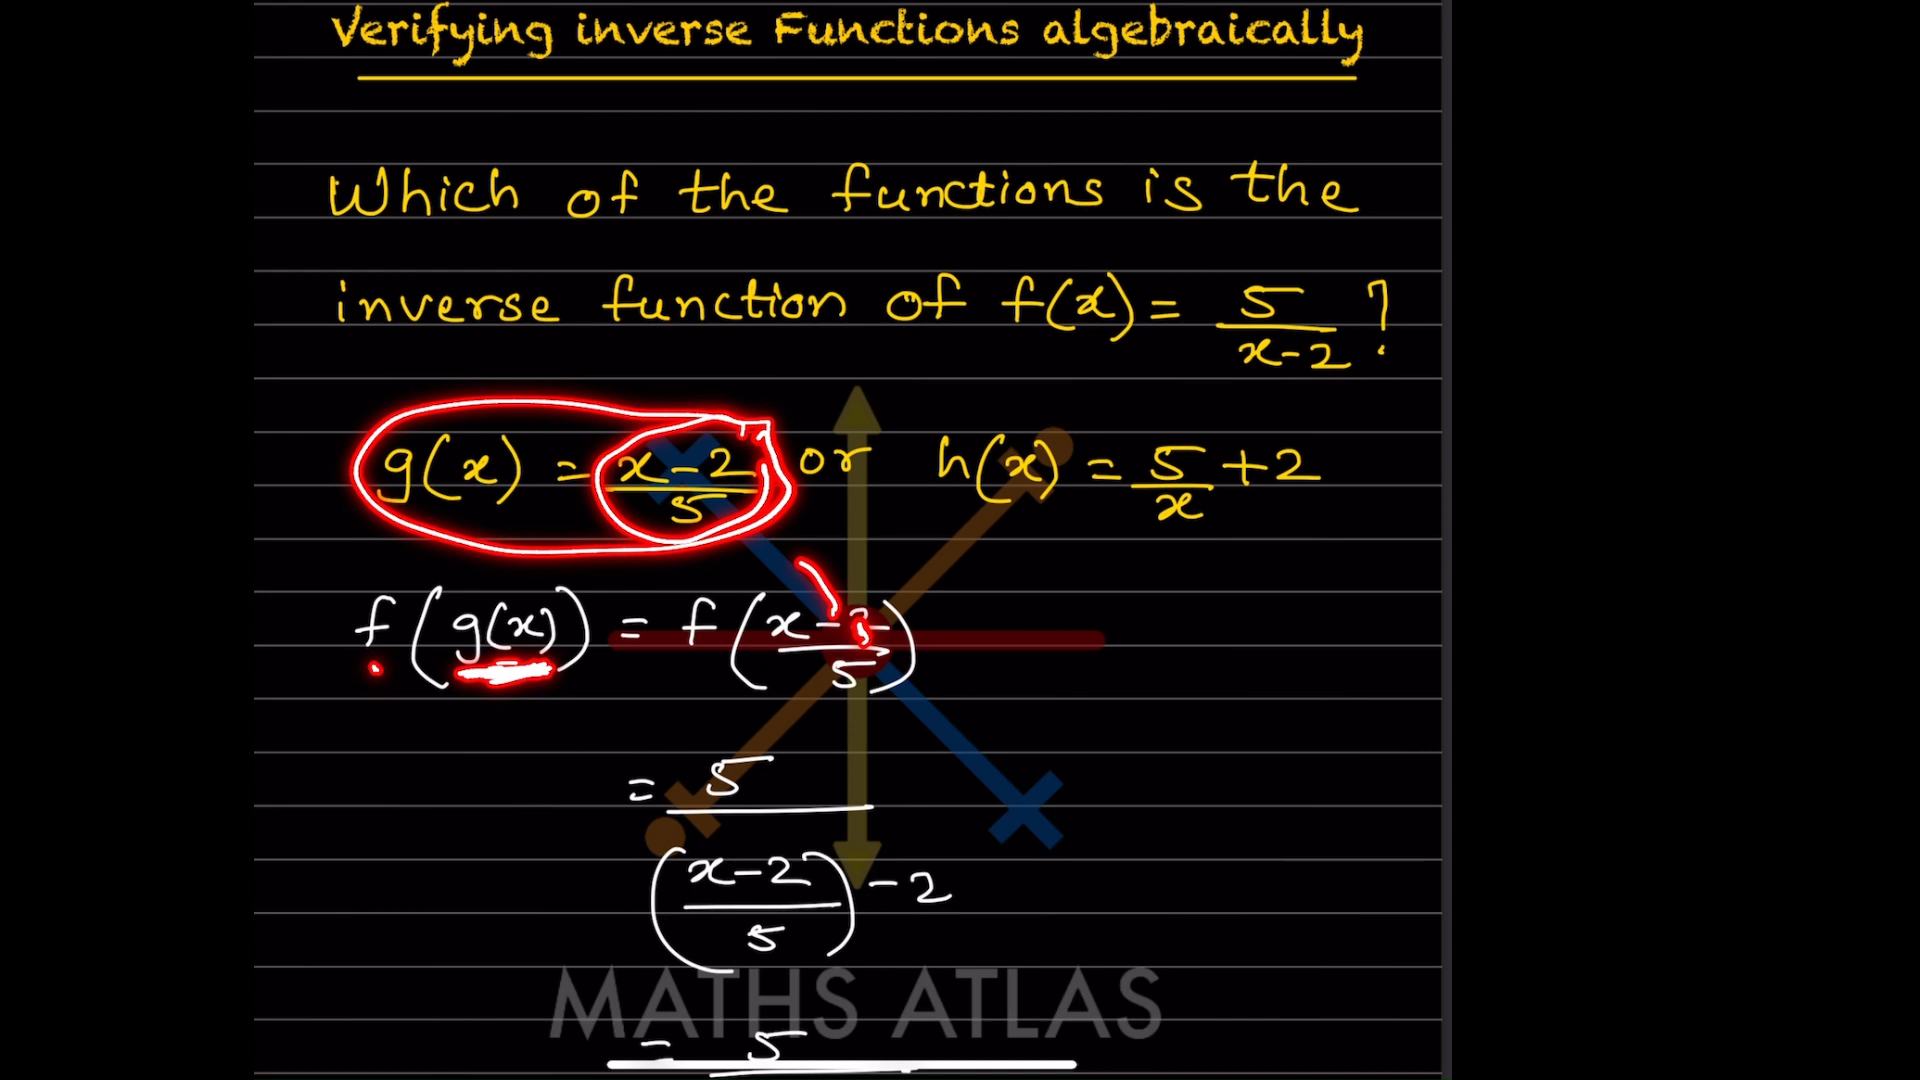 Verifying inverse Functions algebraically
Which of the functions is the
inverse function of f(x) = 5/(x-2) ?
g(x) = (x-2)/5 or h(x) = 5/x + 2
f(g(x)) = f((x-2)/5)
= 5/(((x-2)/5) - 2)
MATHS ATLAS
= 5